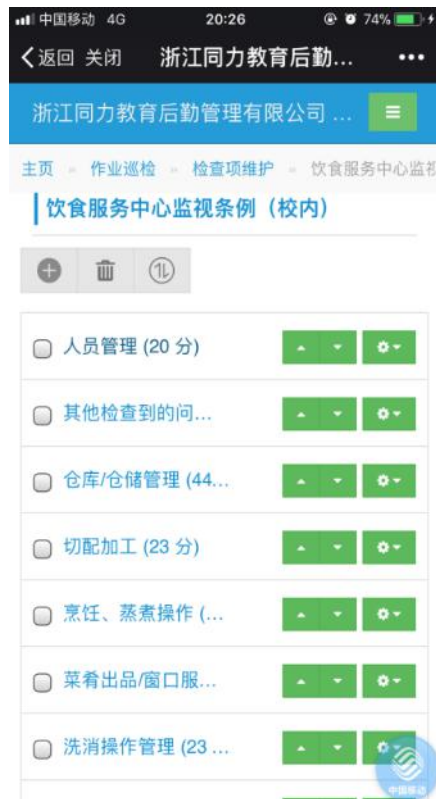 中国移动 4G 20:26 74%
返回 关闭 浙江同力教育后勤... •••
浙江同力教育后勤管理有限公司 ...
主页 » 作业巡检 » 检查项维护 » 饮食服务中心监视
饮食服务中心监视条例（校内）
人员管理 (20 分)
其他检查到的问...
仓库/仓储管理 (44...
切配加工 (23 分)
烹饪、蒸煮操作 (...
菜肴出品/窗口服...
洗消操作管理 (23 ...
中国移动